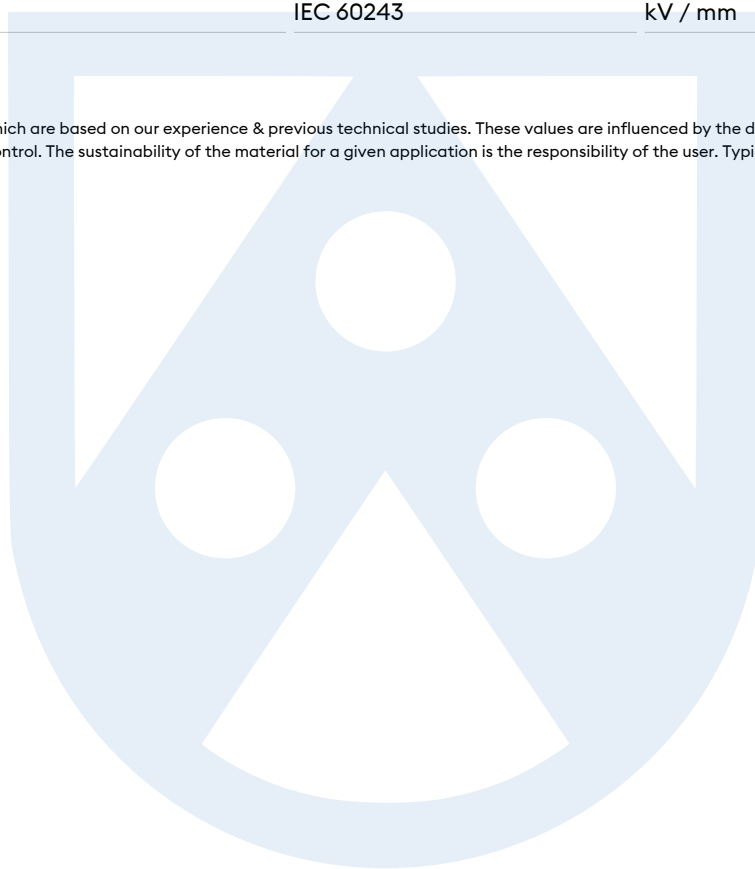 IEC 60243 kV / mm
hich are based on our experience & previous technical studies. These values are influenced by the d
ontrol. The sustainability of the material for a given application is the responsibility of the user. Typi